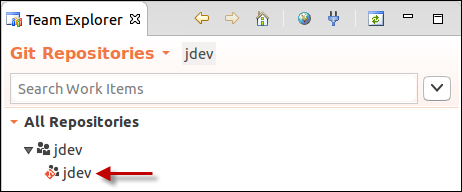 Team Explorer
Git Repositories jdev
Search Work Items
All Repositories
jdev
jdev